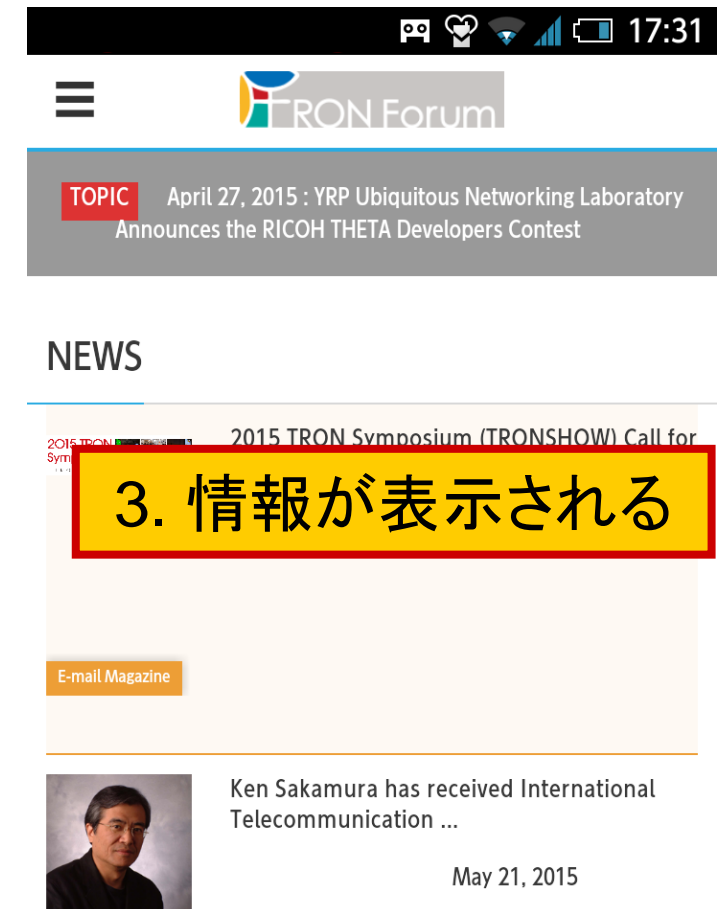 17:31
TRON Forum
TOPIC April 27, 2015 : YRP Ubiquitous Networking Laboratory
Announces the RICOH THETA Developers Contest
NEWS
2015 TRON
2015 TRON Symposium (TRONSHOW) Call for
3. 情報が表示される
E-mail Magazine
Ken Sakamura has received International
Telecommunication ...
May 21, 2015